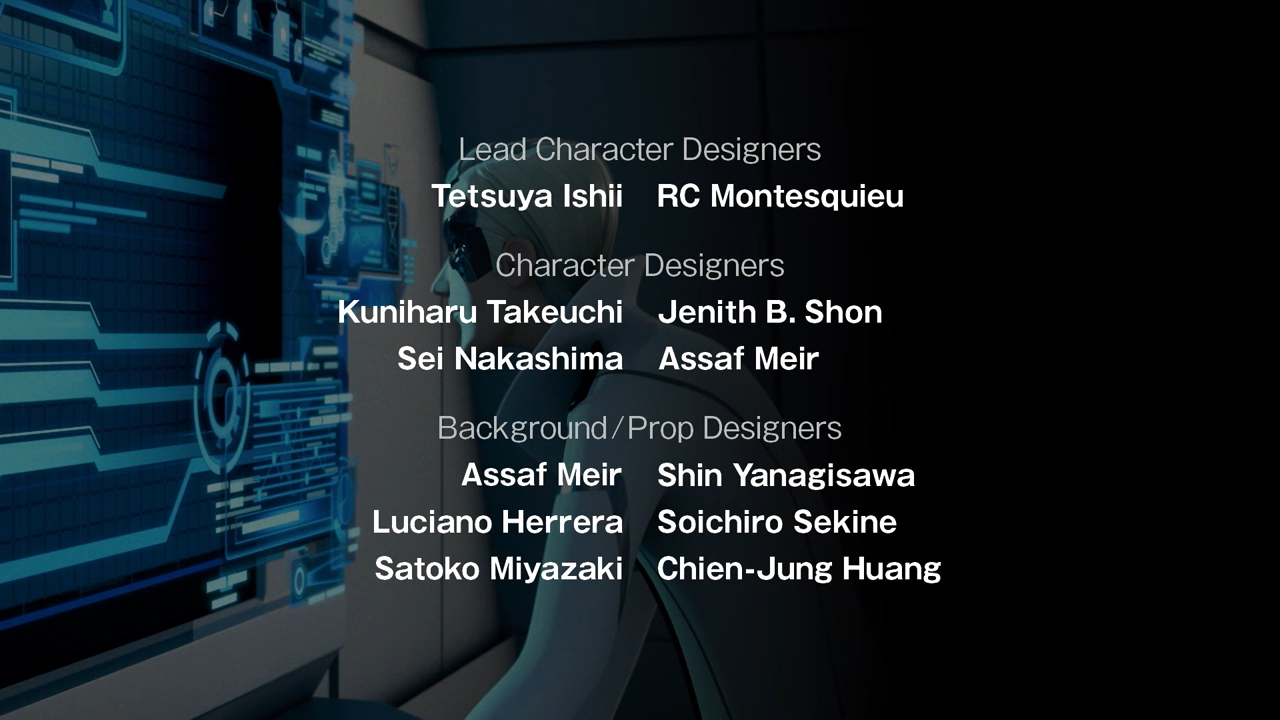 Lead Character Designers
Tetsuya Ishii RC Montesquieu
Character Designers
Kuniharu Takeuchi Jenith B. Shon
Sei Nakashima Assaf Meir
Background/Prop Designers
Assaf Meir Shin Yanagisawa
Luciano Herrera Soichiro Sekine
Satoko Miyazaki Chien-Jung Huang